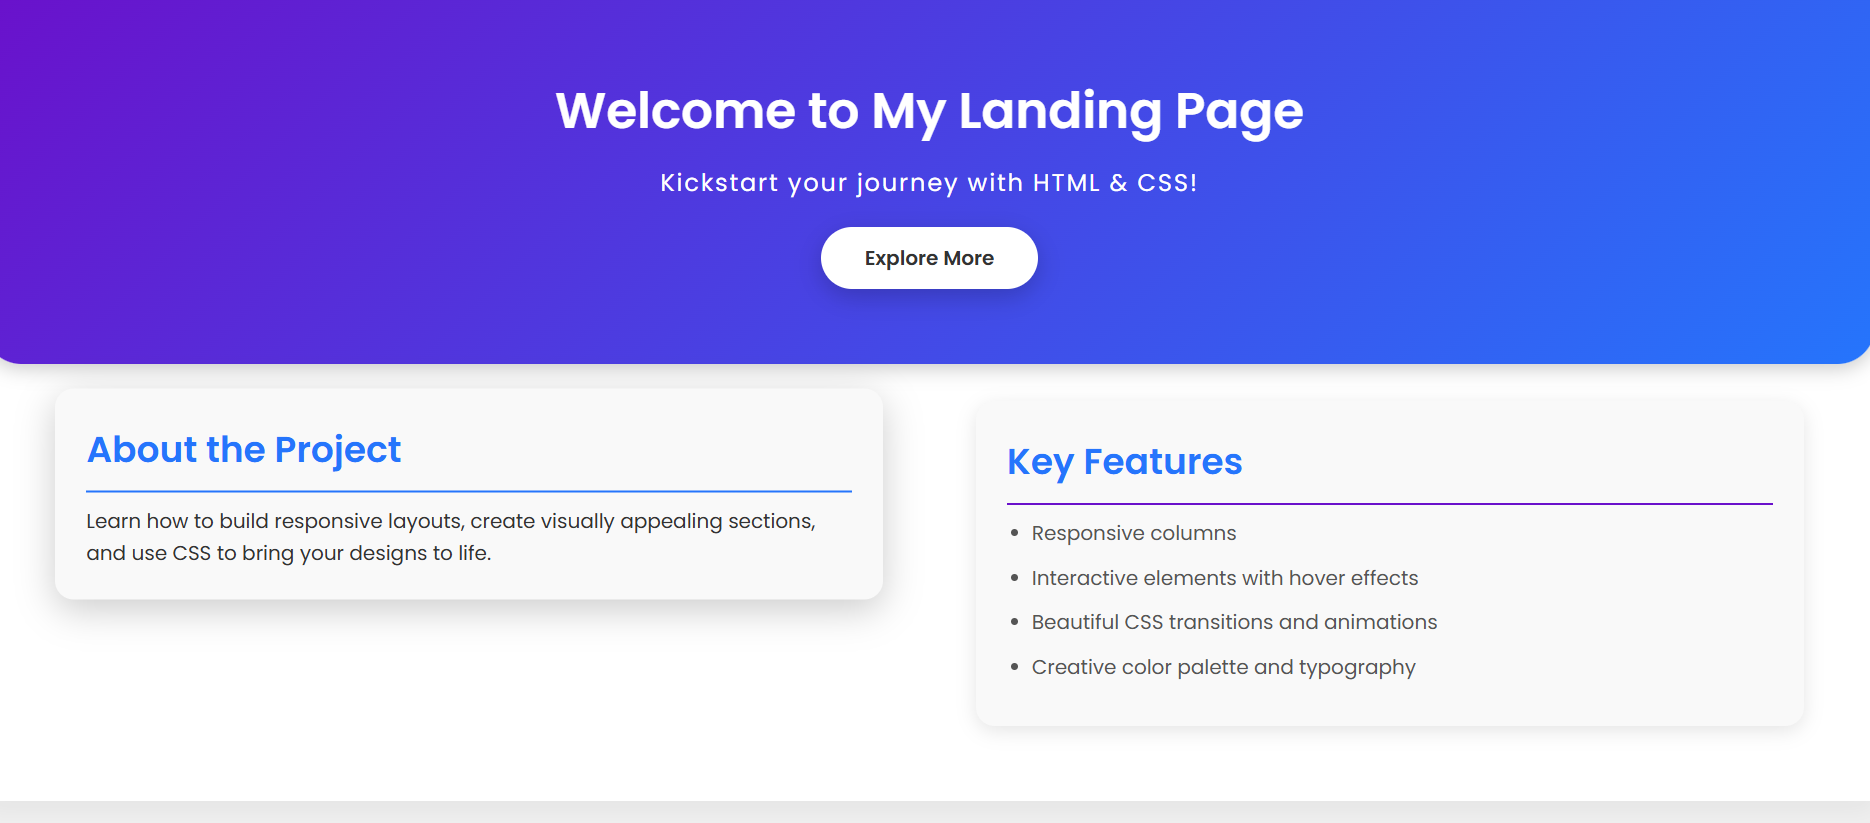 Welcome to My Landing Page
Kickstart your journey with HTML & CSS!
Explore More
About the Project
Learn how to build responsive layouts, create visually appealing sections,
and use CSS to bring your designs to life.
Key Features
Responsive columns
Interactive elements with hover effects
Beautiful CSS transitions and animations
Creative color palette and typography